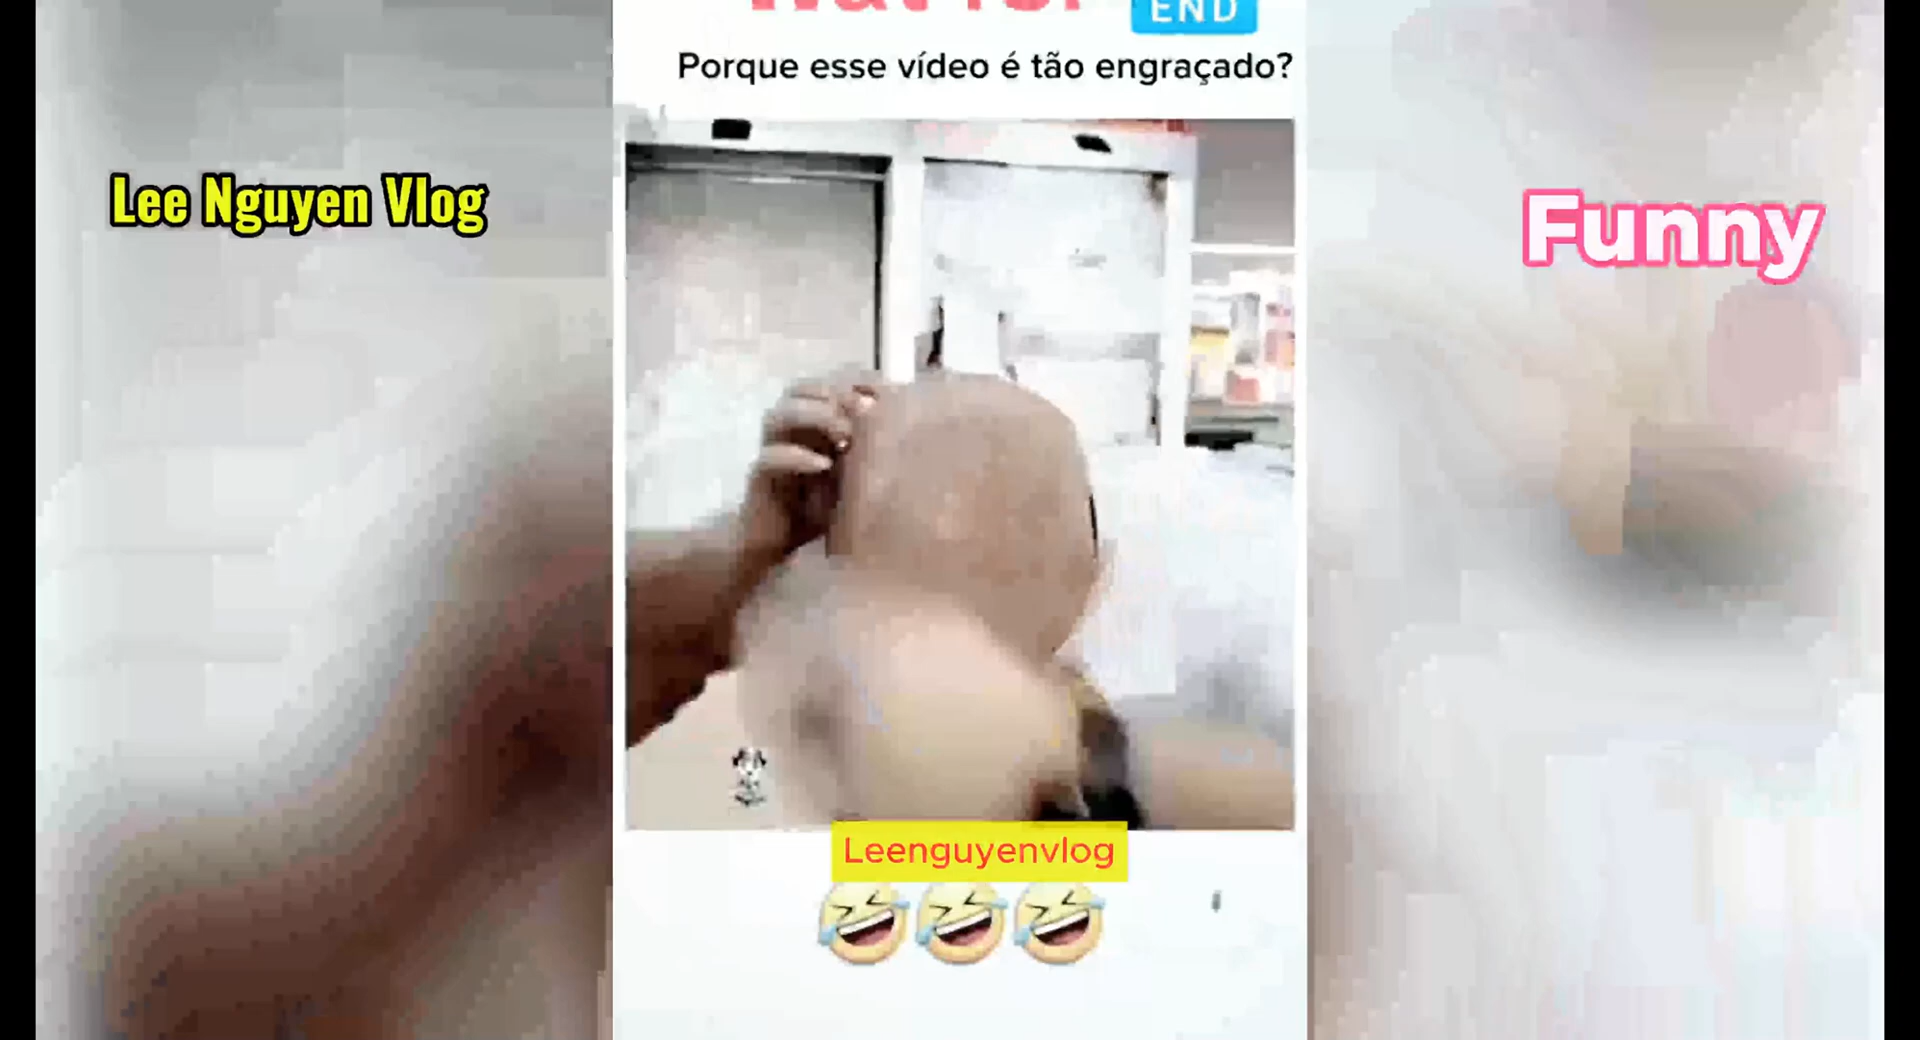 END
Porque esse vídeo é tão engraçado?
Lee Nguyen Vlog
Funny
Leenguyenvlog